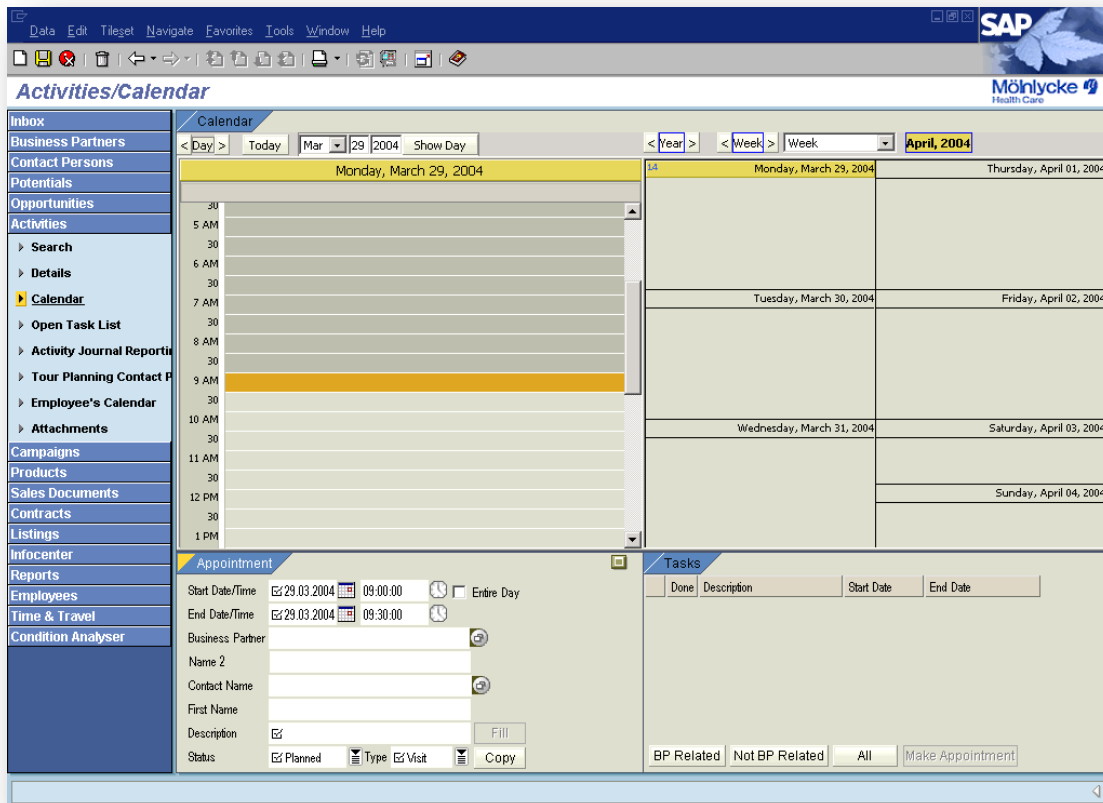 Data Edit Tileset Navigate Favorites Tools Window Help
SAP
Activities/Calendar
Mölnlycke
Health Care
Inbox
Business Partners
Contact Persons
Potentials
Opportunities
Activities
Search
Details
Calendar
Open Task List
Activity Journal Reportin
Tour Planning Contact P
Employee's Calendar
Attachments
Campaigns
Products
Sales Documents
Contracts
Listings
Infocenter
Reports
Employees
Time & Travel
Condition Analyser
Calendar
< Day > Today Mar 29 2004 Show Day
Monday, March 29, 2004
30
5 AM
30
6 AM
30
7 AM
30
8 AM
30
9 AM
30
10 AM
30
11 AM
30
12 PM
30
1 PM
< Year > < Week > Week April, 2004
14 Monday, March 29, 2004 Thursday, April 01, 2004
Tuesday, March 30, 2004 Friday, April 02, 2004
Wednesday, March 31, 2004 Saturday, April 03, 2004
Sunday, April 04, 2004
Appointment
Start Date/Time 29.03.2004 09:00:00 Entire Day
End Date/Time 29.03.2004 09:30:00
Business Partner
Name 2
Contact Name
First Name
Description Fill
Status Planned Type Visit Copy
Tasks
Done Description Start Date End Date
BP Related Not BP Related All Make Appointment